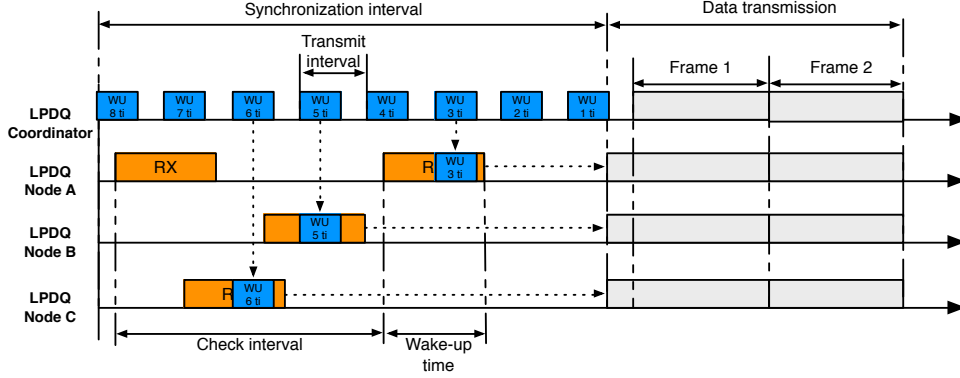 Synchronization interval
Data transmission
Transmit
interval
Frame 1
Frame 2
WU
8 ti
WU
7 ti
WU
6 ti
WU
5 ti
WU
4 ti
WU
3 ti
WU
2 ti
WU
1 ti
LPDQ
Coordinator
RX
R
WU
3 ti
LPDQ
Node A
WU
5 ti
LPDQ
Node B
R
WU
6 ti
LPDQ
Node C
Check interval
Wake-up
time